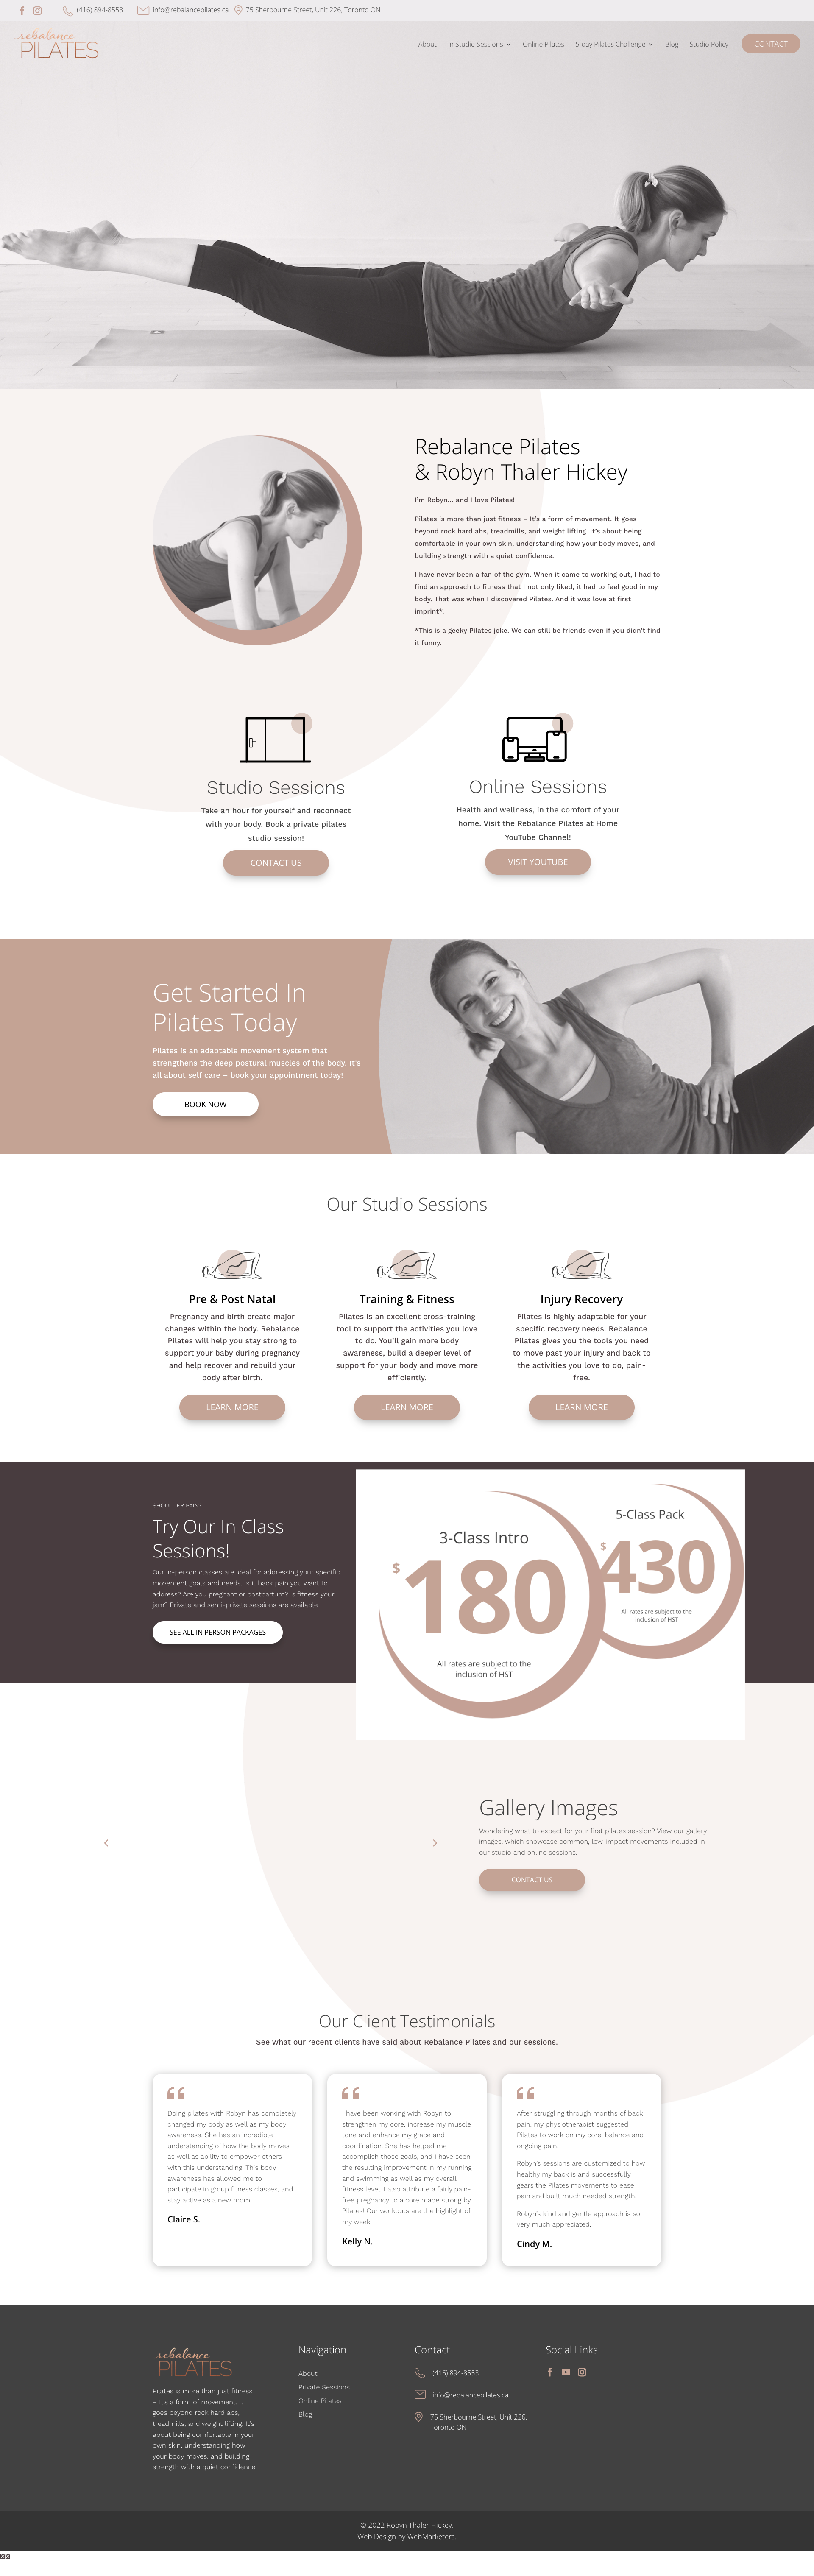 (416) 894-8553 info@rebalancepilates.ca 75 Sherbourne Street, Unit 226, Toronto ON
rebalance
PILATES
About In Studio Sessions Online Pilates 5-day Pilates Challenge Blog Studio Policy CONTACT
Rebalance Pilates
& Robyn Thaler Hickey
I'm Robyn... and I love Pilates!
Pilates is more than just fitness – It's a form of movement. It goes
beyond rock hard abs, treadmills, and weight lifting. It's about being
comfortable in your own skin, understanding how your body moves, and
building strength with a quiet confidence.
I have never been a fan of the gym. When it came to working out, I had to
find an approach to fitness that I not only liked, it had to feel good in my
body. That was when I discovered Pilates. And it was love at first
imprint*.
*This is a geeky Pilates joke. We can still be friends even if you didn't find
it funny.
Studio Sessions
Take an hour for yourself and reconnect
with your body. Book a private pilates
studio session!
CONTACT US
Online Sessions
Health and wellness, in the comfort of your
home. Visit the Rebalance Pilates at Home
YouTube Channel!
VISIT YOUTUBE
Get Started In
Pilates Today
Pilates is an adaptable movement system that
strengthens the deep postural muscles of the body. It's
all about self care – book your appointment today!
BOOK NOW
Our Studio Sessions
Pre & Post Natal
Pregnancy and birth create major
changes within the body. Rebalance
Pilates will help you stay strong to
support your baby during pregnancy
and help recover and rebuild your
body after birth.
LEARN MORE
Training & Fitness
Pilates is an excellent cross-training
tool to support the activities you love
to do. You'll gain more body
awareness, build a deeper level of
support for your body and move more
efficiently.
LEARN MORE
Injury Recovery
Pilates is highly adaptable for your
specific recovery needs. Rebalance
Pilates gives you the tools you need
to move past your injury and back to
the activities you love to do, pain-
free.
LEARN MORE
SHOULDER PAIN?
Try Our In Class
Sessions!
Our in-person classes are ideal for addressing your specific
movement goals and needs. Is it back pain you want to
address? Are you pregnant or postpartum? Is fitness your
jam? Private and semi-private sessions are available
SEE ALL IN PERSON PACKAGES
3-Class Intro
$180
All rates are subject to the
inclusion of HST
5-Class Pack
$430
All rates are subject to the
inclusion of HST
Gallery Images
Wondering what to expect for your first pilates session? View our gallery
images, which showcase common, low-impact movements included in
our studio and online sessions.
CONTACT US
Our Client Testimonials
See what our recent clients have said about Rebalance Pilates and our sessions.
Doing pilates with Robyn has completely
changed my body as well as my body
awareness. She has an incredible
understanding of how the body moves
as well as ability to empower others
with this understanding. This body
awareness has allowed me to
participate in group fitness classes, and
stay active as a new mom.
Claire S.
I have been working with Robyn to
strengthen my core, increase my muscle
tone and enhance my grace and
coordination. She has helped me
accomplish those goals, and I have seen
the resulting improvement in my running
and swimming as well as my overall
fitness level. I also attribute a fairly pain-
free pregnancy to a core made strong by
Pilates! Our workouts are the highlight of
my week!
Kelly N.
After struggling through months of back
pain, my physiotherapist suggested
Pilates to work on my core, balance and
ongoing pain.
Robyn's sessions are customized to how
healthy my back is and successfully
gears the Pilates movements to ease
pain and built much needed strength.
Robyn's kind and gentle approach is so
very much appreciated.
Cindy M.
rebalance
PILATES
Pilates is more than just fitness
– It's a form of movement. It
goes beyond rock hard abs,
treadmills, and weight lifting. It's
about being comfortable in your
own skin, understanding how
your body moves, and building
strength with a quiet confidence.
Navigation
About
Private Sessions
Online Pilates
Blog
Contact
(416) 894-8553
info@rebalancepilates.ca
75 Sherbourne Street, Unit 226,
Toronto ON
Social Links
© 2022 Robyn Thaler Hickey.
Web Design by WebMarketers.